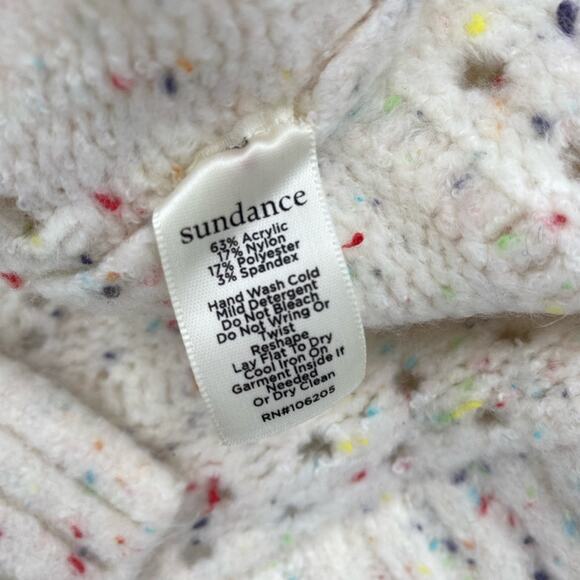 sundance
63% Acrylic
17% Nylon
17% Polyester
3% Spandex
Hand Wash Cold
Mild Detergent
Do Not Bleach
Do Not Wring Or
Twist
Reshape
Lay Flat To Dry
Cool Iron On
Garment Inside If
Needed
Or Dry Clean
RN#106205